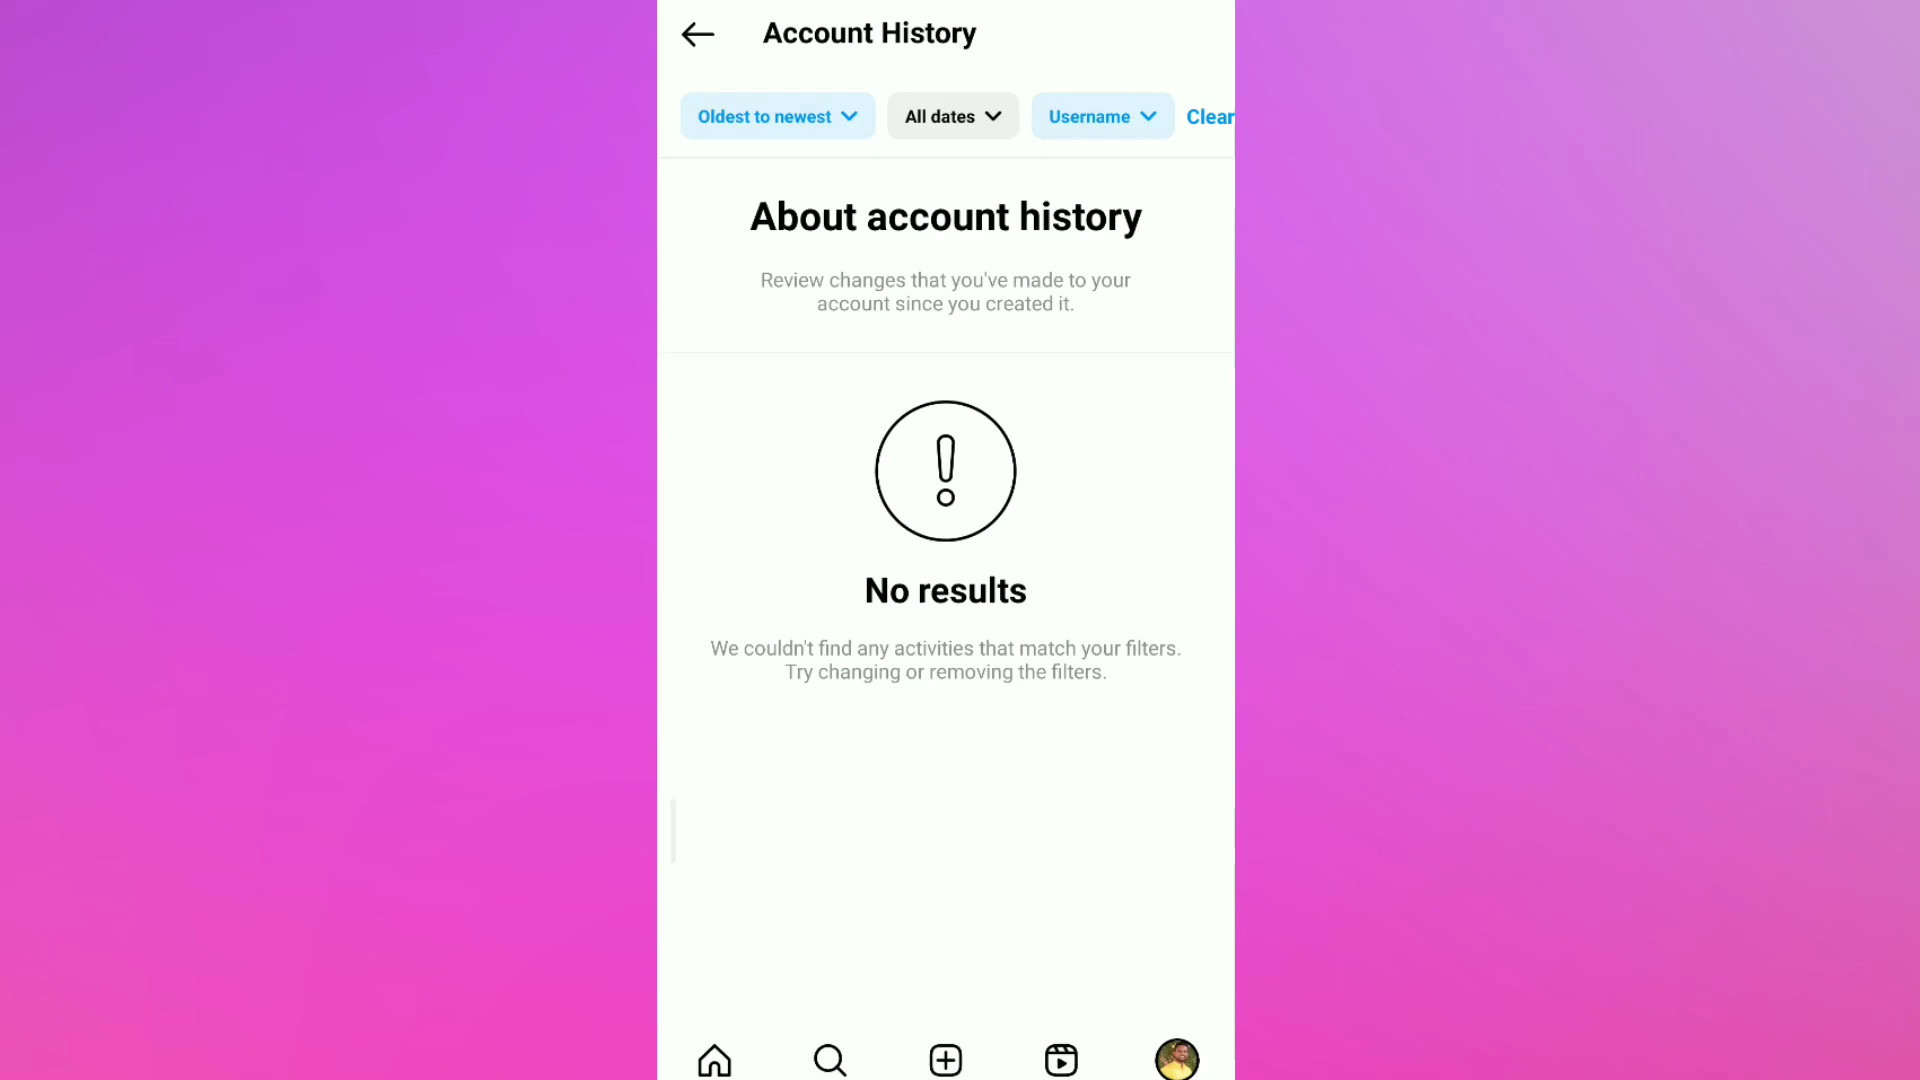 Account History
Oldest to newest
All dates
Username
Clear
About account history
Review changes that you've made to your
account since you created it.
No results
We couldn't find any activities that match your filters.
Try changing or removing the filters.